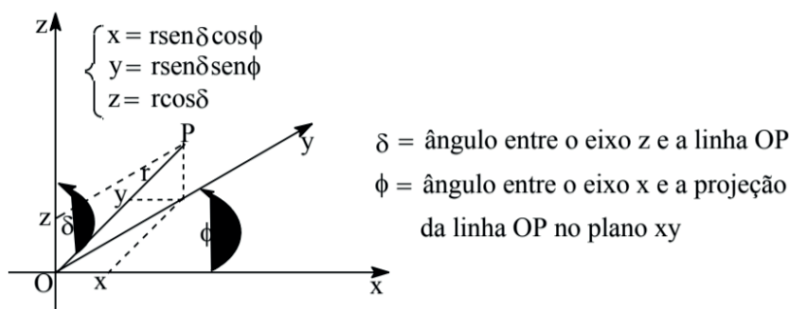 z
x = rsenδcosϕ
y = rsenδsenϕ
z = rcosδ
P
r
y
y
z
δ
ϕ
O
x
x
δ = ângulo entre o eixo z e a linha OP
ϕ = ângulo entre o eixo x e a projeção
da linha OP no plano xy